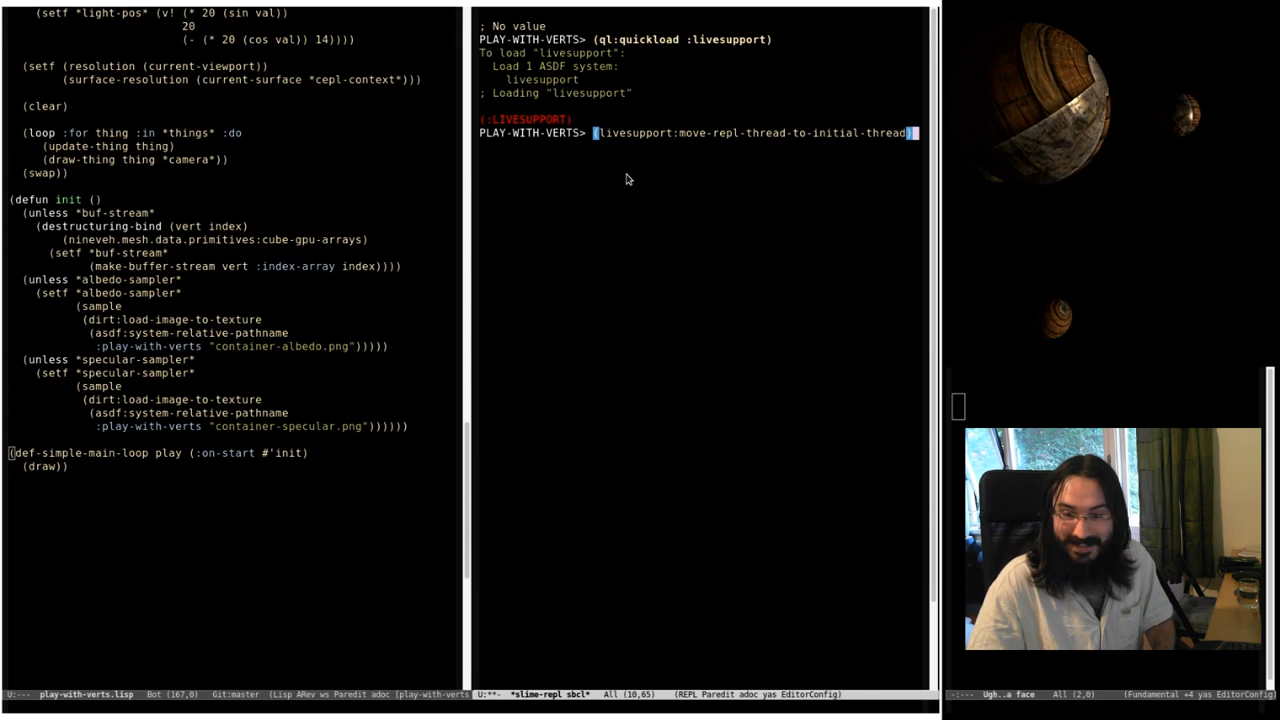 (setf *light-pos* (v! (* 20 (sin val))
20
(- (* 20 (cos val)) 14))))
(setf (resolution (current-viewport))
(surface-resolution (current-surface *cepl-context*)))
(clear)
(loop :for thing :in *things* :do
(update-thing thing)
(draw-thing thing *camera*))
(swap))
(defun init ()
(unless *buf-stream*
(destructuring-bind (vert index)
(nineveh.mesh.data.primitives:cube-gpu-arrays)
(setf *buf-stream*
(make-buffer-stream vert :index-array index))))
(unless *albedo-sampler*
(setf *albedo-sampler*
(sample
(dirt:load-image-to-texture
(asdf:system-relative-pathname
:play-with-verts "container-albedo.png")))))
(unless *specular-sampler*
(setf *specular-sampler*
(sample
(dirt:load-image-to-texture
(asdf:system-relative-pathname
:play-with-verts "container-specular.png"))))))
(def-simple-main-loop play (:on-start #'init)
(draw))
U:--- play-with-verts.lisp Bot (167,0) Git:master (Lisp ARev ws Paredit adoc [play-with-verts
; No value
PLAY-WITH-VERTS> (ql:quickload :livesupport)
To load "livesupport":
Load 1 ASDF system:
livesupport
; Loading "livesupport"
(:LIVESUPPORT)
PLAY-WITH-VERTS> (livesupport:move-repl-thread-to-initial-thread)
U:**- *slime-repl sbcl* All (10,65) (REPL Paredit adoc yas EditorConfig)
-:--- Ugh..a face All (2,0) (Fundamental +4 yas EditorConfig)